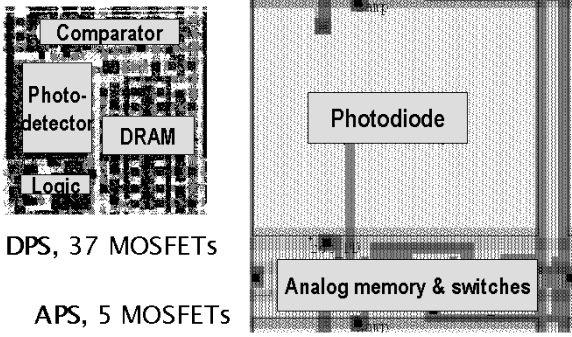 Comparator
Photo-
detector
DRAM
Logic
DPS, 37 MOSFETs
APS, 5 MOSFETs
Photodiode
Analog memory & switches